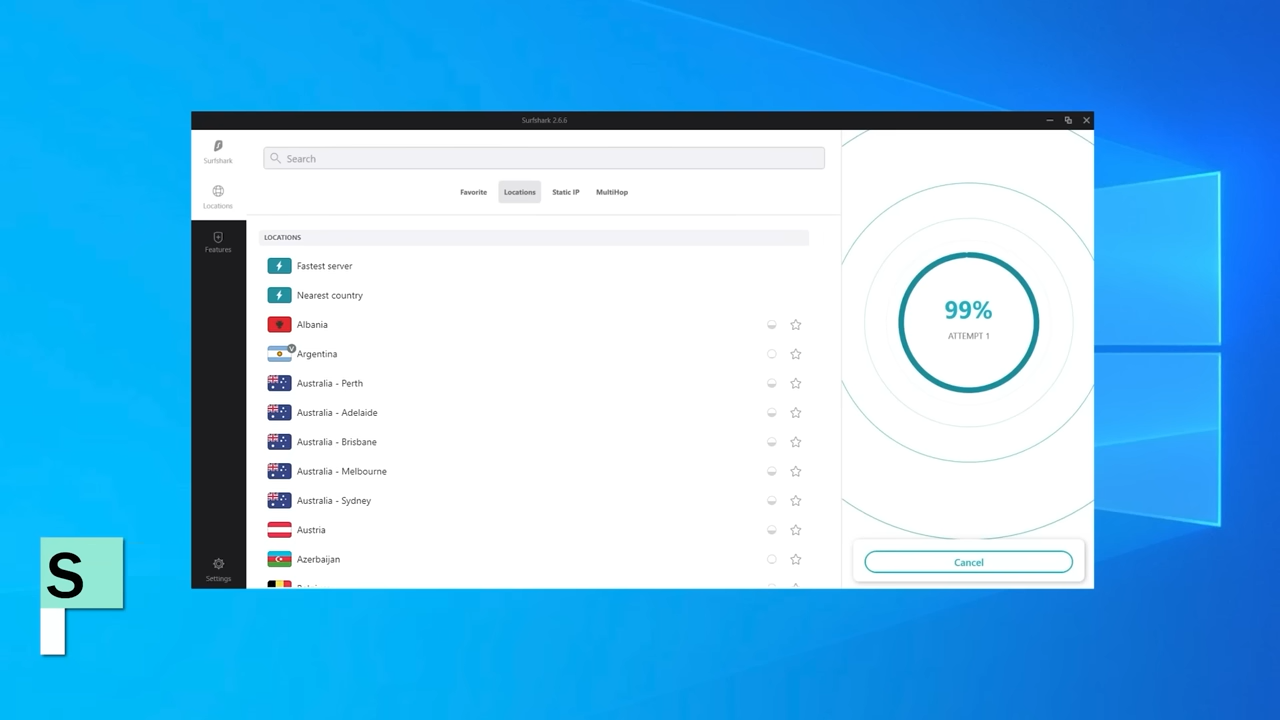 Surfshark 2.6.6
Surfshark
Locations
Features
Settings
Search
Favorite Locations Static IP MultiHop
LOCATIONS
Fastest server
Nearest country
Albania
V
Argentina
Australia - Perth
Australia - Adelaide
Australia - Brisbane
Australia - Melbourne
Australia - Sydney
Austria
Azerbaijan
99%
ATTEMPT 1
Cancel
S